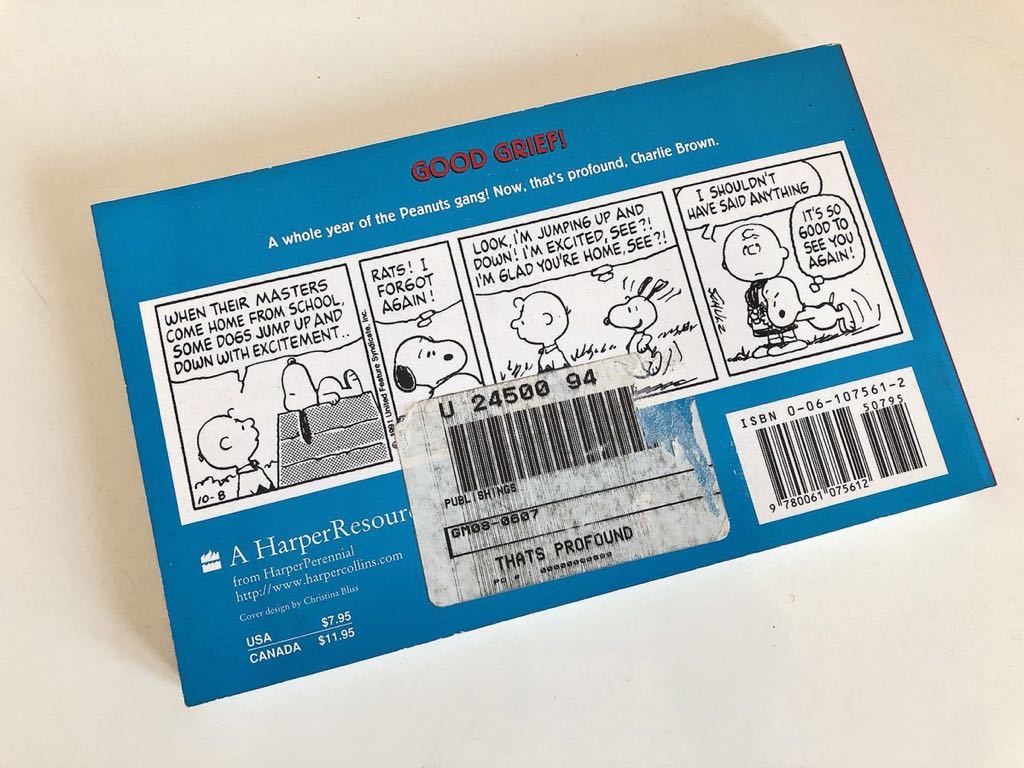 GOOD GRIEF!
A whole year of the Peanuts gang! Now, that's profound, Charlie Brown.
WHEN THEIR MASTERS
COME HOME FROM SCHOOL,
SOME DOGS JUMP UP AND
DOWN WITH EXCITEMENT..
10-8
RATS! I
FORGOT
AGAIN!
United Feature Syndicate, Inc.
LOOK, I'M JUMPING UP AND
DOWN! I'M EXCITED, SEE?!
I'M GLAD YOU'RE HOME, SEE?!
I SHOULDN'T
HAVE SAID ANYTHING
IT'S SO
GOOD TO
SEE YOU
AGAIN!
SCHULZ
U 24500 94
PUBLISHINGS
GM09-0607
THATS PROFOUND
ISBN 0-06-107561-2
50795
9 780061 075612
A HarperResour
from HarperPerennial
http://www.harpercollins.com
Cover design by Christina Bliss
USA $7.95
CANADA $11.95